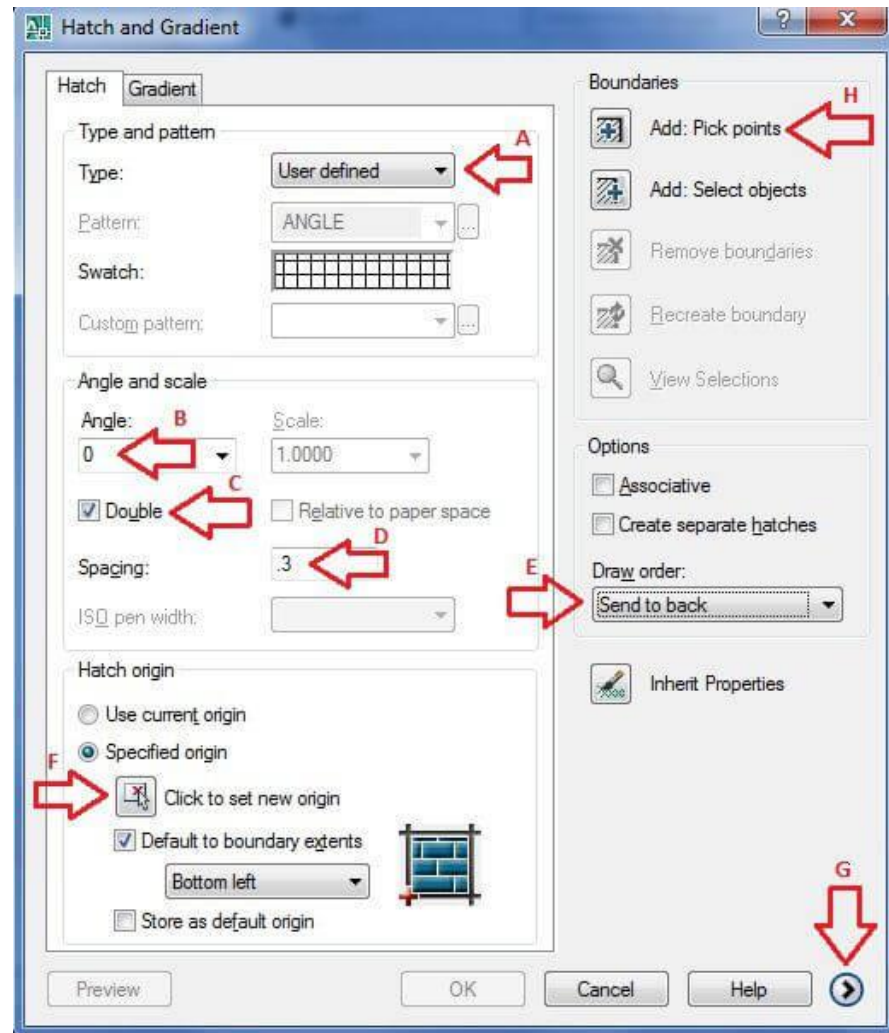 Hatch and Gradient
?
X
Hatch
Gradient
Type and pattern
A
Type:
User defined
Pattern:
ANGLE
...
Swatch:
Custom pattern:
...
Angle and scale
Angle:
B
Scale:
0
1.0000
C
Double
Relative to paper space
D
Spacing:
.3
ISO pen width:
Hatch origin
Use current origin
Specified origin
F
Click to set new origin
Default to boundary extents
Bottom left
Store as default origin
Boundaries
H
Add: Pick points
Add: Select objects
Remove boundaries
Recreate boundary
View Selections
Options
Associative
Create separate hatches
E
Draw order:
Send to back
Inherit Properties
G
Preview
OK
Cancel
Help